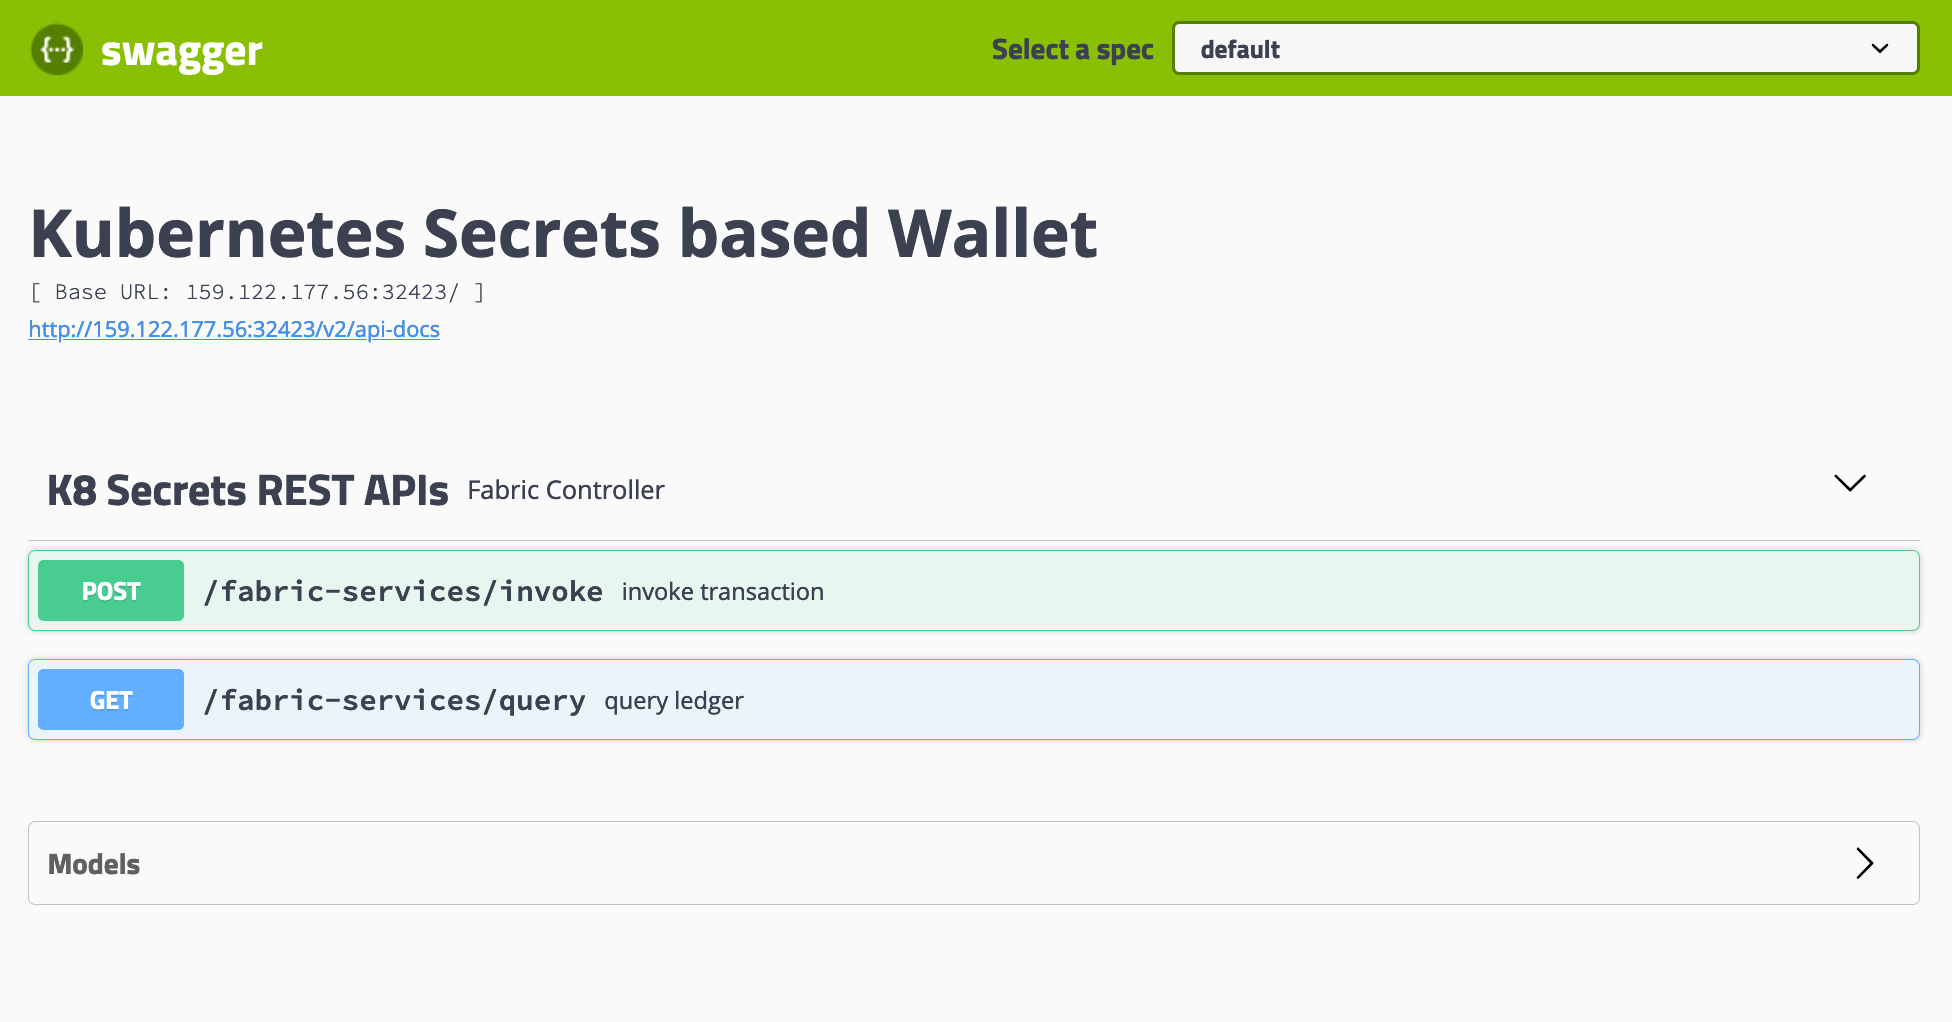 {···} swagger
Select a spec
default
Kubernetes Secrets based Wallet
[ Base URL: 159.122.177.56:32423/ ]
http://159.122.177.56:32423/v2/api-docs
K8 Secrets REST APIs Fabric Controller
POST /fabric-services/invoke invoke transaction
GET /fabric-services/query query ledger
Models